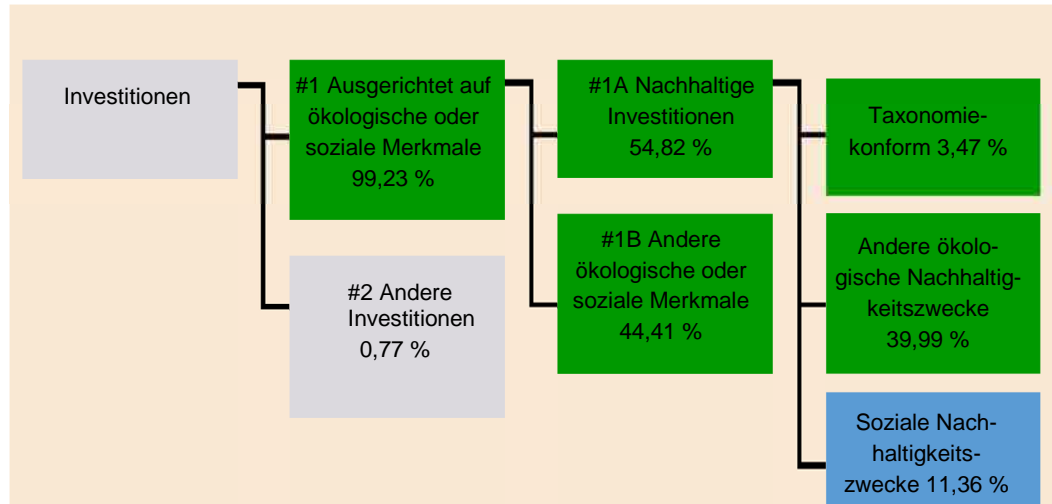 Investitionen
#1 Ausgerichtet auf
ökologische oder
soziale Merkmale
99,23 %
#2 Andere
Investitionen
0,77 %
#1A Nachhaltige
Investitionen
54,82 %
#1B Andere
ökologische oder
soziale Merkmale
44,41 %
Taxonomie-
konform 3,47 %
Andere ökolo-
gische Nachhaltig-
keitszwecke
39,99 %
Soziale Nach-
haltigkeits-
zwecke 11,36 %